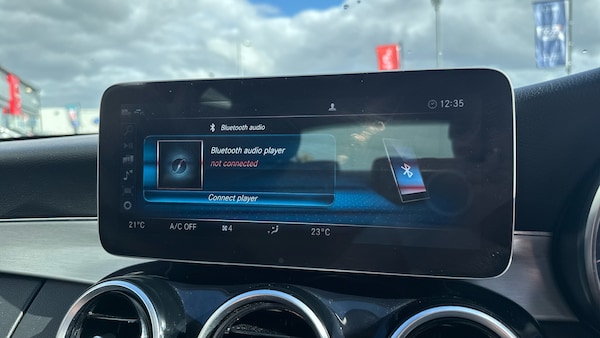 12:35
Bluetooth audio
Bluetooth audio player
not connected
Connect player
21°C A/C OFF 4 23°C